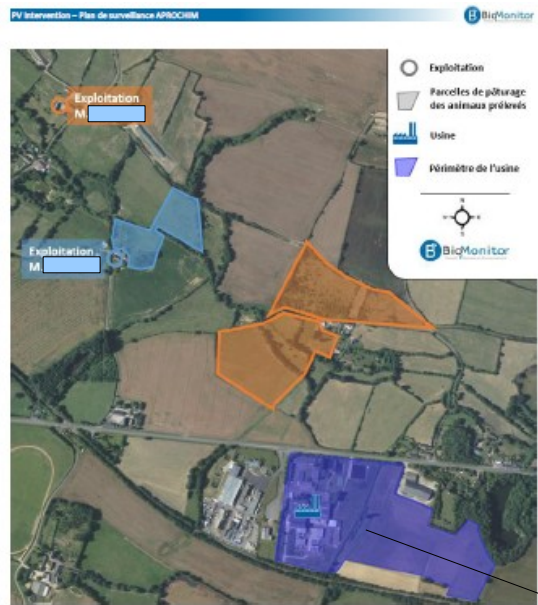 PV Intervention – Plan de surveillance APROCHIM
BioMonitor
Exploitation
Parcelles de pâturage
des animaux prélevés
Usine
Périmètre de l'usine
N
BioMonitor
Exploitation
M.
Exploitation
M.